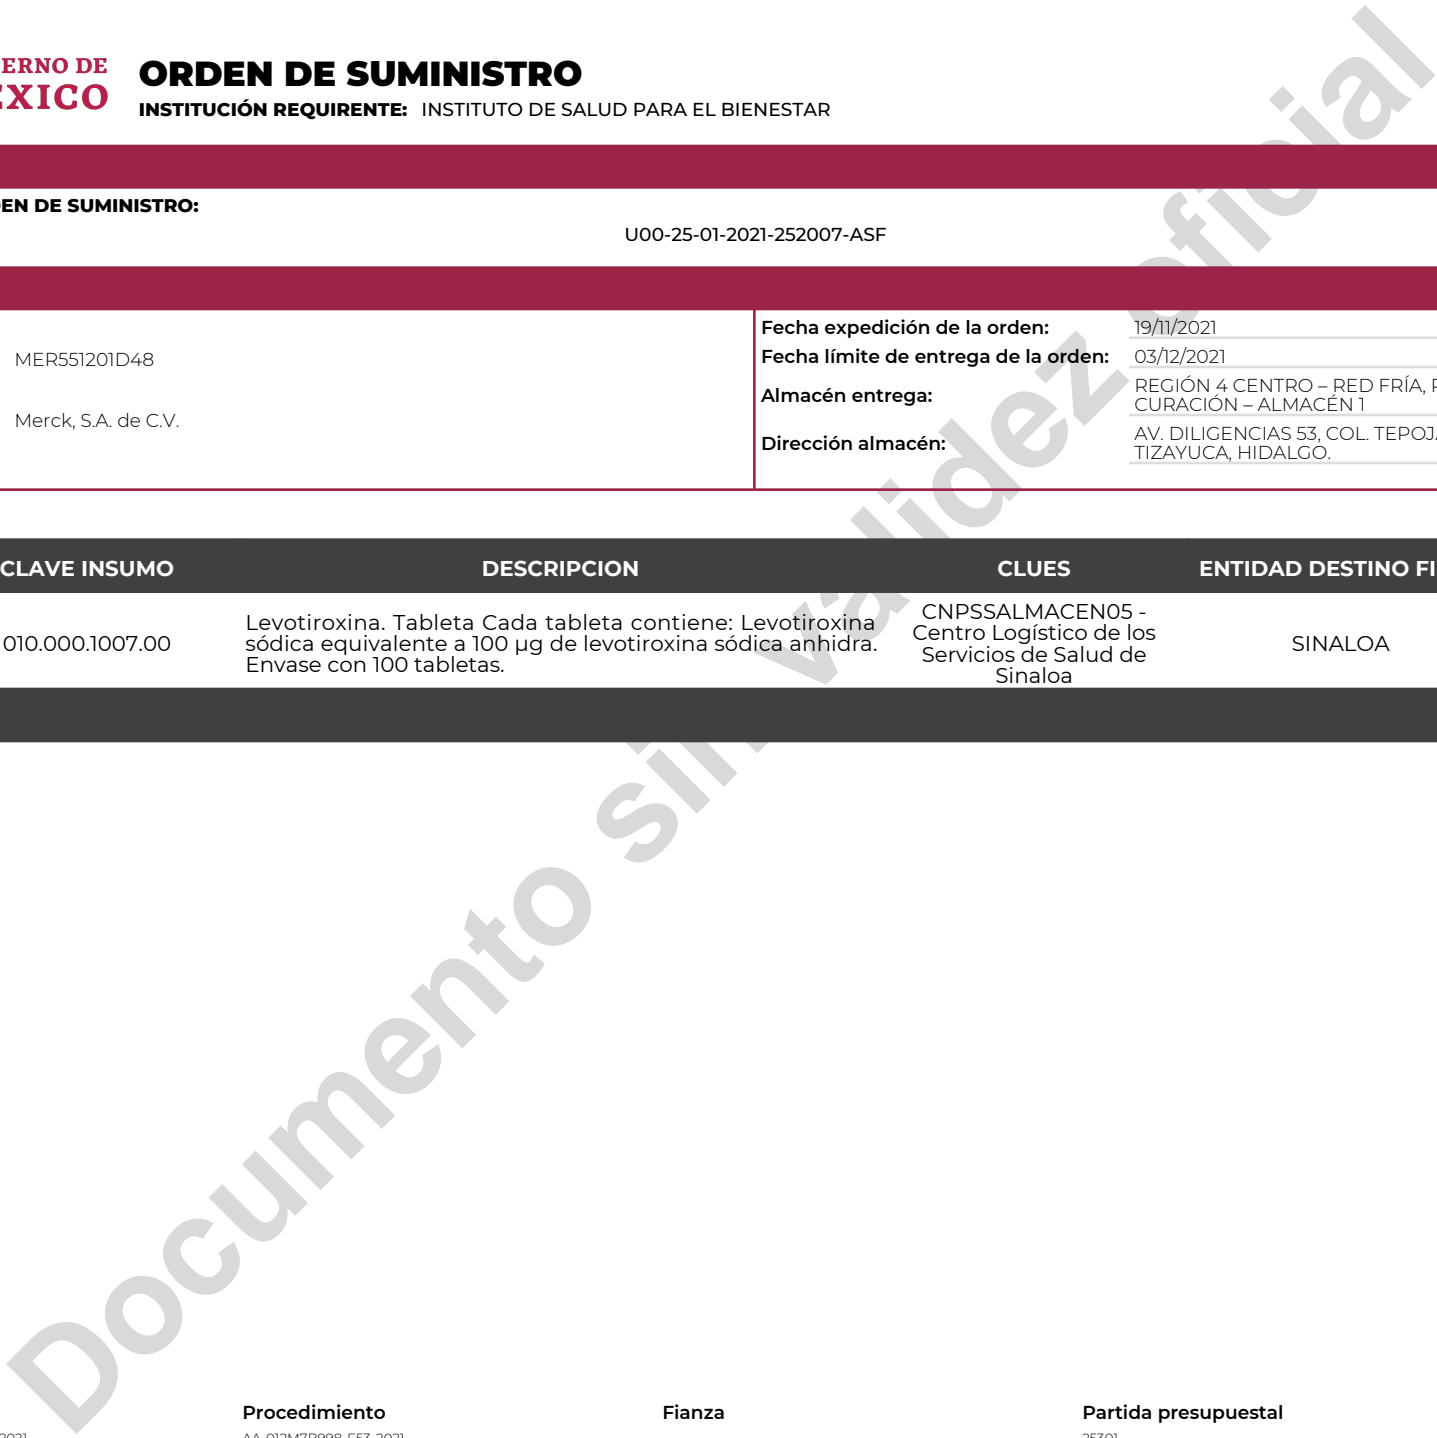 ERNO DE
ÉXICO
ORDEN DE SUMINISTRO
INSTITUCIÓN REQUIRENTE: INSTITUTO DE SALUD PARA EL BIENESTAR
EN DE SUMINISTRO:
U00-25-01-2021-252007-ASF
MER551201D48
Merck, S.A. de C.V.
Fecha expedición de la orden: 19/11/2021
Fecha límite de entrega de la orden: 03/12/2021
Almacén entrega: REGIÓN 4 CENTRO – RED FRÍA,
CURACIÓN – ALMACÉN 1
Dirección almacén: AV. DILIGENCIAS 53, COL. TEPOJ
TIZAYUCA, HIDALGO.
CLAVE INSUMO DESCRIPCION CLUES ENTIDAD DESTINO FI
010.000.1007.00
Levotiroxina. Tableta Cada tableta contiene: Levotiroxina
sódica equivalente a 100 µg de levotiroxina sódica anhidra.
Envase con 100 tabletas.
CNPSSALMACEN05 -
Centro Logístico de los
Servicios de Salud de
Sinaloa
SINALOA
Documento sin validez oficial
Procedimiento Fianza Partida presupuestal